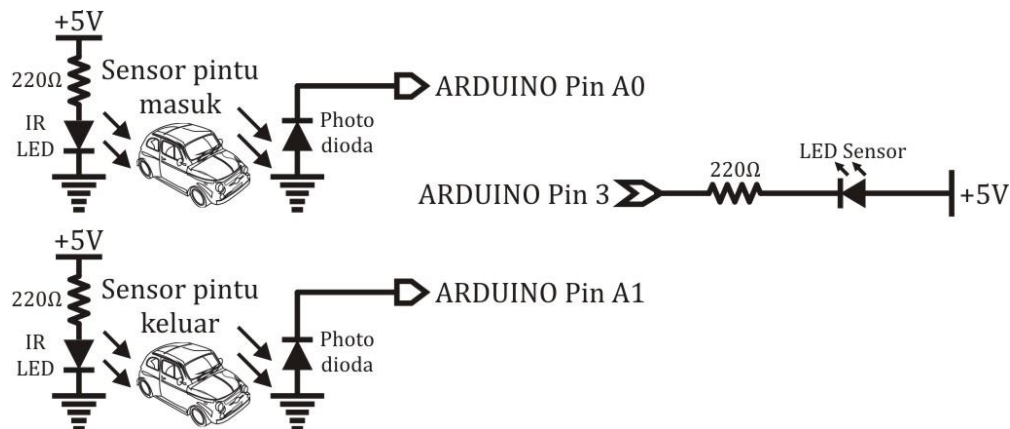 +5V
220Ω
IR
LED
Sensor pintu
masuk
Photo
dioda
ARDUINO Pin A0
ARDUINO Pin 3
220Ω
LED Sensor
+5V
+5V
220Ω
IR
LED
Sensor pintu
keluar
Photo
dioda
ARDUINO Pin A1